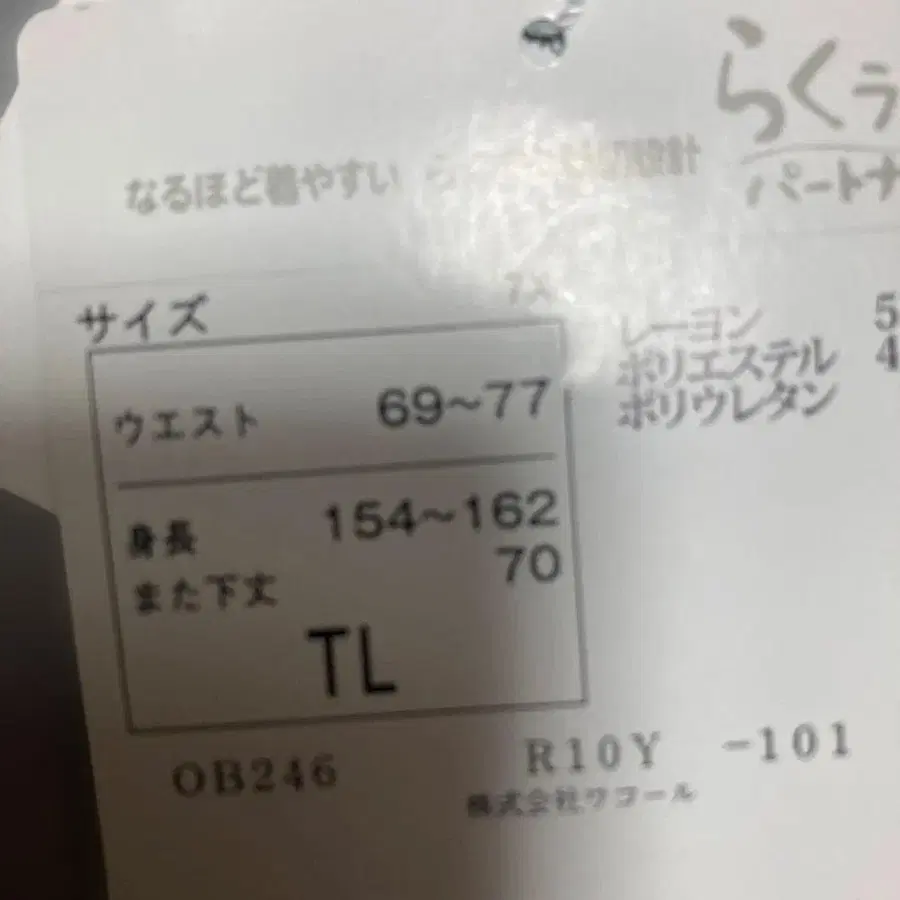 らくラ
パートナ
なるほど着やすい
サイズ
ウエスト 69~77
身長 154~162
また下丈 70
TL
レーヨン 5
ポリエステル 4
ポリウレタン
OB246 R10Y -101
株式会社ワコール